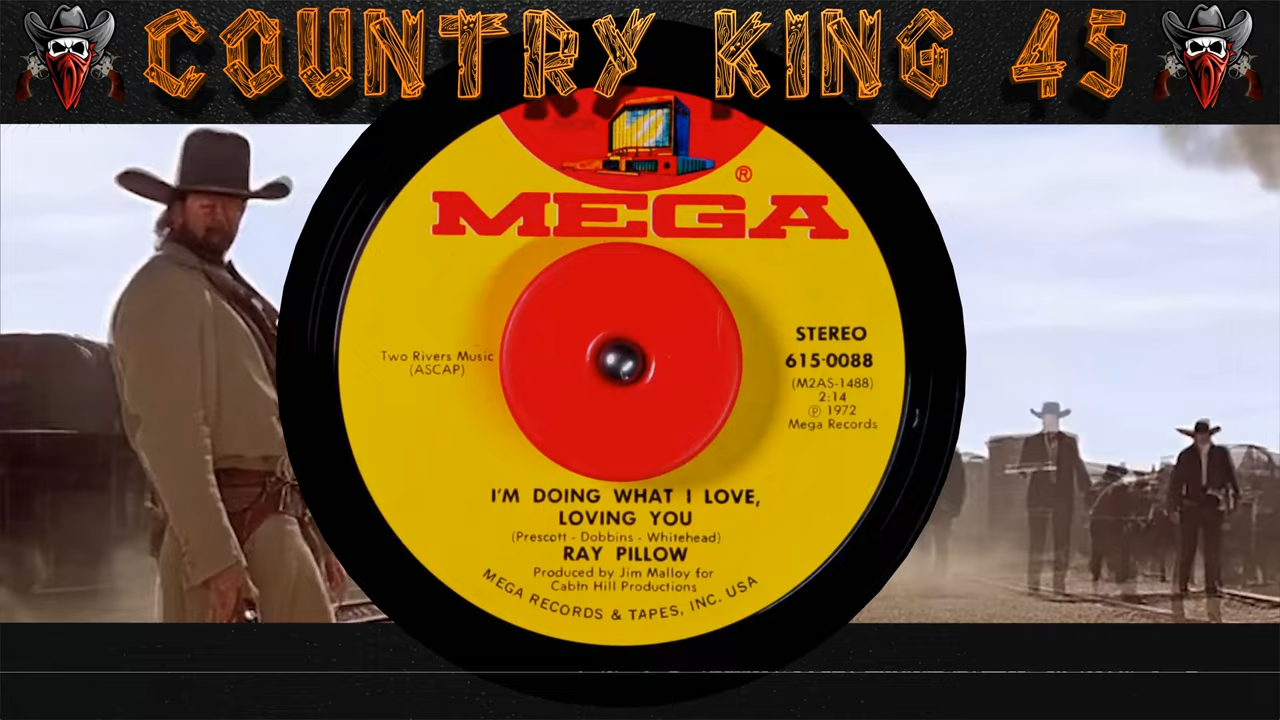 COUNTRY KING 45
®
MEGA
Two Rivers Music
(ASCAP)
STEREO
615-0088
(M2AS-1488)
2:14
℗ 1972
Mega Records
I'M DOING WHAT I LOVE,
LOVING YOU
(Prescott - Dobbins - Whitehead)
RAY PILLOW
Produced by Jim Malloy for
Cabin Hill Productions
MEGA RECORDS & TAPES, INC. USA